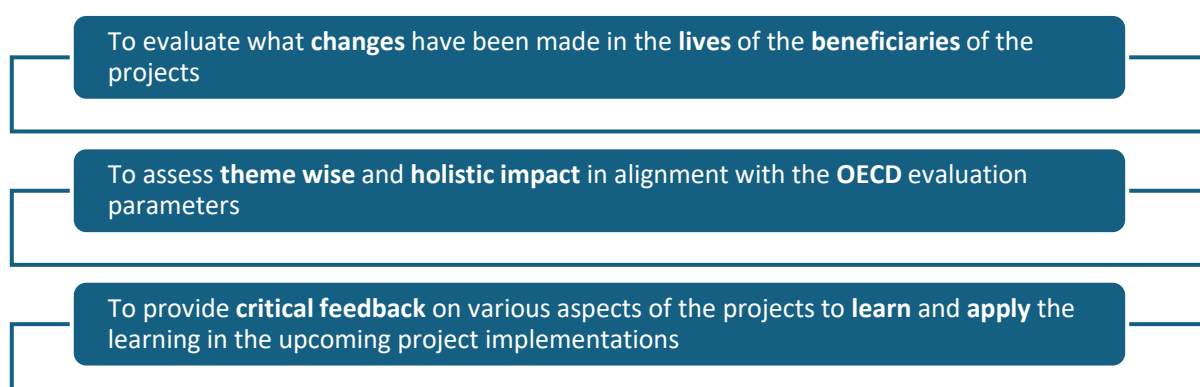 To evaluate what changes have been made in the lives of the beneficiaries of the
projects
To assess theme wise and holistic impact in alignment with the OECD evaluation
parameters
To provide critical feedback on various aspects of the projects to learn and apply the
learning in the upcoming project implementations